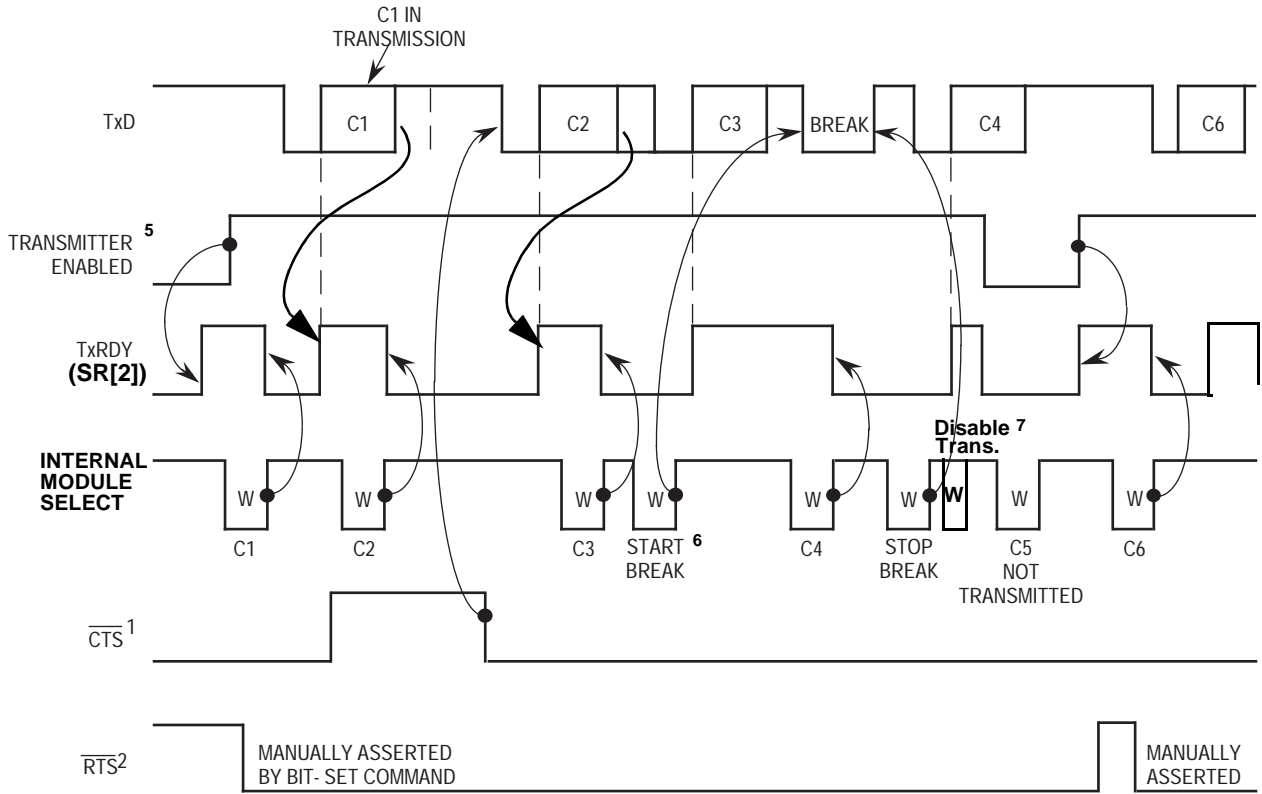 C1 IN
TRANSMISSION
TxD
C1
C2
C3
BREAK
C4
C6
TRANSMITTER 5
ENABLED
TxRDY
(SR[2])
Disable 7
Trans.
INTERNAL
MODULE
SELECT
W
W
W
W
W
W
W
W
W
C1
C2
C3
START 6
BREAK
C4
STOP
BREAK
C5
NOT
TRANSMITTED
C6
CTS 1
RTS2
MANUALLY ASSERTED
BY BIT- SET COMMAND
MANUALLY
ASSERTED